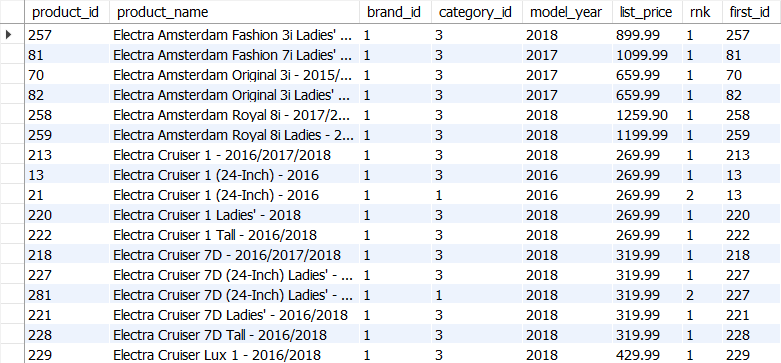 product_id product_name brand_id category_id model_year list_price rnk first_id
257 Electra Amsterdam Fashion 3i Ladies' ... 1 3 2018 899.99 1 257
81 Electra Amsterdam Fashion 7i Ladies' ... 1 3 2017 1099.99 1 81
70 Electra Amsterdam Original 3i - 2015/... 1 3 2017 659.99 1 70
82 Electra Amsterdam Original 3i Ladies' ... 1 3 2017 659.99 1 82
258 Electra Amsterdam Royal 8i - 2017/2... 1 3 2018 1259.90 1 258
259 Electra Amsterdam Royal 8i Ladies - 2... 1 3 2018 1199.99 1 259
213 Electra Cruiser 1 - 2016/2017/2018 1 3 2018 269.99 1 213
13 Electra Cruiser 1 (24-Inch) - 2016 1 3 2016 269.99 1 13
21 Electra Cruiser 1 (24-Inch) - 2016 1 1 2016 269.99 2 13
220 Electra Cruiser 1 Ladies' - 2018 1 3 2018 269.99 1 220
222 Electra Cruiser 1 Tall - 2016/2018 1 3 2018 269.99 1 222
218 Electra Cruiser 7D - 2016/2017/2018 1 3 2018 319.99 1 218
227 Electra Cruiser 7D (24-Inch) Ladies' - ... 1 3 2018 319.99 1 227
281 Electra Cruiser 7D (24-Inch) Ladies' - ... 1 1 2018 319.99 2 227
221 Electra Cruiser 7D Ladies' - 2016/2018 1 3 2018 319.99 1 221
228 Electra Cruiser 7D Tall - 2016/2018 1 3 2018 319.99 1 228
229 Electra Cruiser Lux 1 - 2016/2018 1 3 2018 429.99 1 229